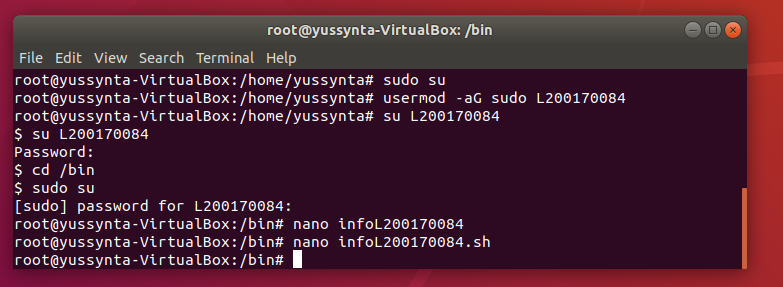 root@yussynta-VirtualBox: /bin
File Edit View Search Terminal Help
root@yussynta-VirtualBox:/home/yussynta# sudo su
root@yussynta-VirtualBox:/home/yussynta# usermod -aG sudo L200170084
root@yussynta-VirtualBox:/home/yussynta# su L200170084
$ su L200170084
Password:
$ cd /bin
$ sudo su
[sudo] password for L200170084:
root@yussynta-VirtualBox:/bin# nano infoL200170084
root@yussynta-VirtualBox:/bin# nano infoL200170084.sh
root@yussynta-VirtualBox:/bin#